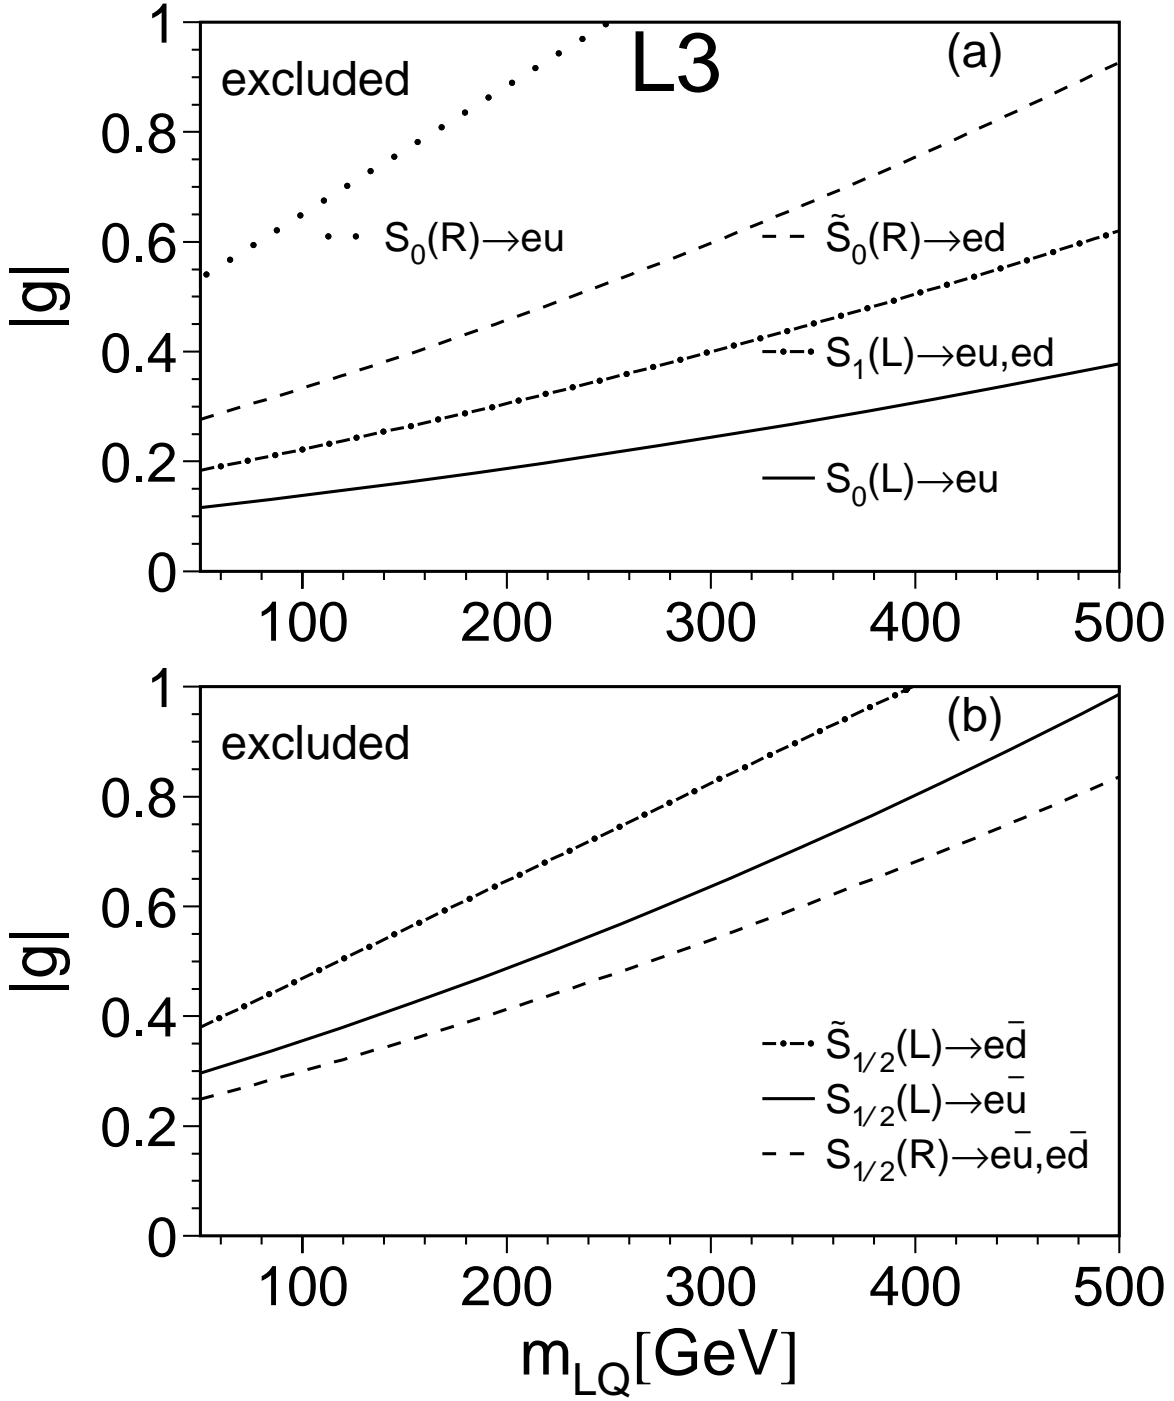 L3
(a)
excluded
|g|
1
0.8
0.6
0.4
0.2
0
S₀(R)→eu
S̃₀(R)→ed
S₁(L)→eu,ed
S₀(L)→eu
100 200 300 400 500
(b)
excluded
|g|
1
0.8
0.6
0.4
0.2
0
S̃₁/₂(L)→ed̄
S₁/₂(L)→eū
S₁/₂(R)→eū,ed̄
100 200 300 400 500
m_LQ[GeV]